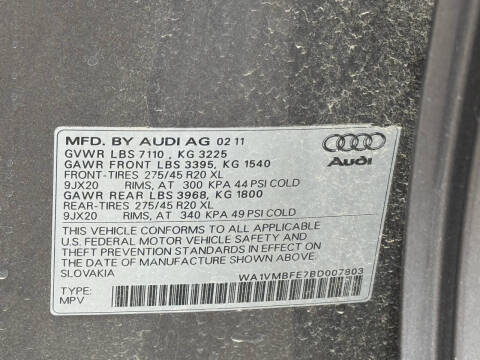 MFD. BY AUDI AG 02 11
GVWR LBS 7110, KG 3225
GAWR FRONT LBS 3395, KG 1540
FRONT-TIRES 275/45 R20 XL
9JX20 RIMS, AT 300 KPA 44 PSI COLD
GAWR REAR LBS 3968, KG 1800
REAR-TIRES 275/45 R20 XL
9JX20 RIMS, AT 340 KPA 49 PSI COLD
Audi
THIS VEHICLE CONFORMS TO ALL APPLICABLE
U.S. FEDERAL MOTOR VEHICLE SAFETY AND
THEFT PREVENTION STANDARDS IN EFFECT ON
THE DATE OF MANUFACTURE SHOWN ABOVE.
SLOVAKIA WA1VMBFE7BD007803
TYPE:
MPV